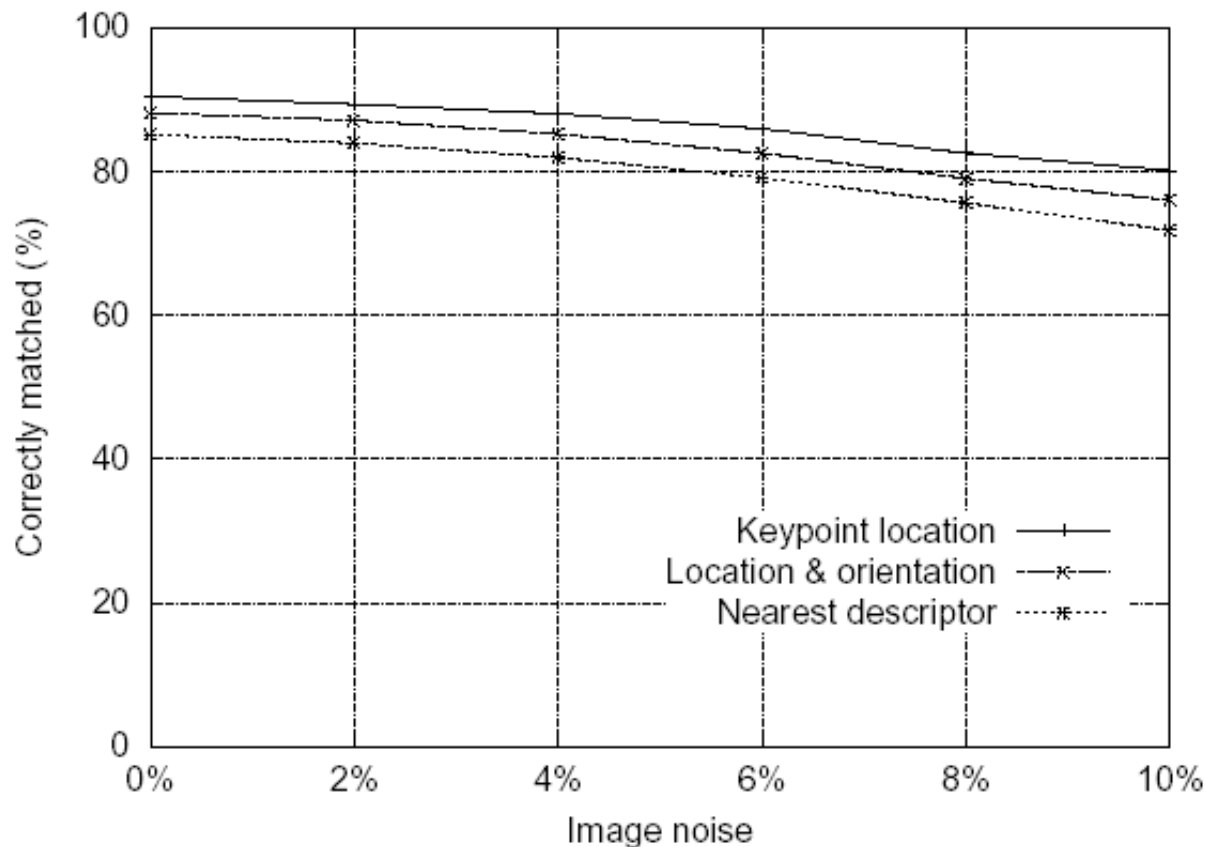 100
80
60
40
20
0
Correctly matched (%)
Keypoint location
Location & orientation
Nearest descriptor
0% 2% 4% 6% 8% 10%
Image noise